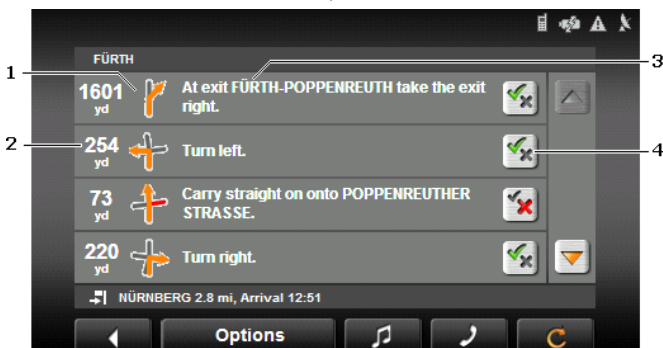 FÜRTH
1
3
1601
yd
At exit FÜRTH-POPPENREUTH take the exit
right.
2
254
yd
Turn left.
4
73
yd
Carry straight on onto POPPENREUTHER
STRASSE.
220
yd
Turn right.
NÜRNBERG 2.8 mi, Arrival 12:51
Options